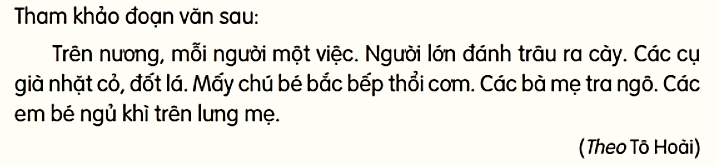 Tham khảo đoạn văn sau:
Trên nương, mỗi người một việc. Người lớn đánh trâu ra cày. Các cụ
già nhặt cỏ, đốt lá. Mấy chú bé bắc bếp thổi cơm. Các bà mẹ tra ngô. Các
em bé ngủ khì trên lưng mẹ.
(Theo Tô Hoài)